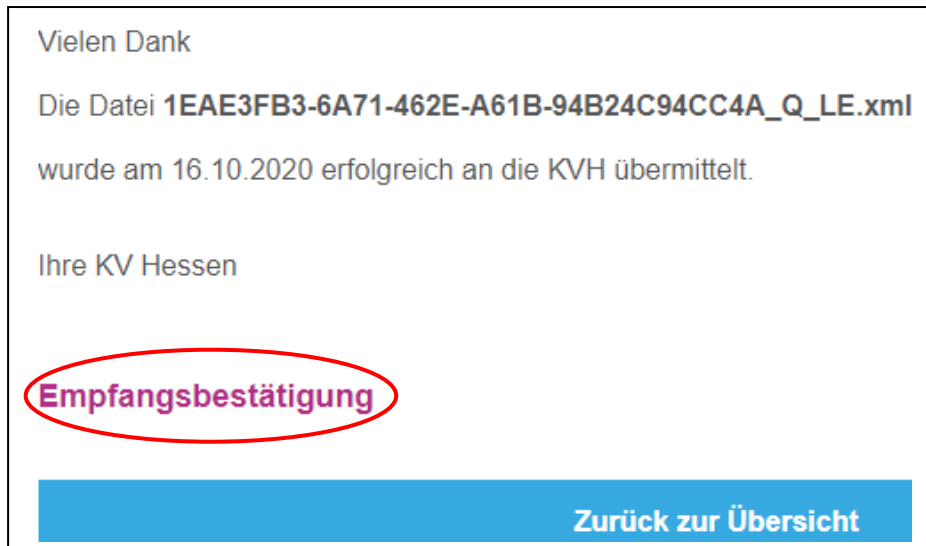 Vielen Dank
Die Datei 1EAE3FB3-6A71-462E-A61B-94B24C94CC4A_Q_LE.xml
wurde am 16.10.2020 erfolgreich an die KVH übermittelt.
Ihre KV Hessen
Empfangsbestätigung
Zurück zur Übersicht